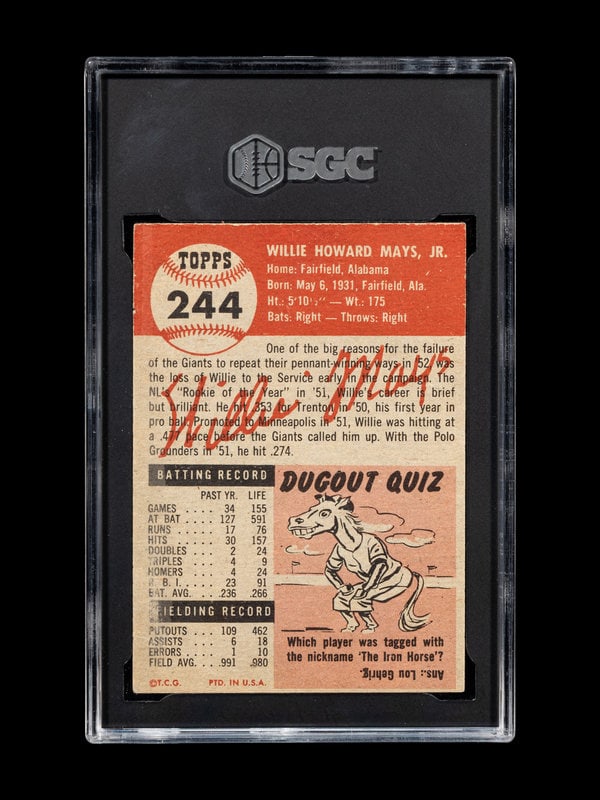 SGC
TOPPS
244
WILLIE HOWARD MAYS, JR.
Home: Fairfield, Alabama
Born: May 6, 1931, Fairfield, Ala.
Ht.: 5'10½" — Wt.: 175
Bats: Right — Throws: Right
One of the big reasons for the failure
of the Giants to repeat their pennant-winning ways in '52 was
the loss of Willie to the Service early in the campaign. The
NL "Rookie of the Year" in '51, Willie's career is brief
but brilliant. He hit .353 for Trenton in '50, his first year in
pro ball. Promoted to Minneapolis in '51, Willie was hitting at
a pace before the Giants called him up. With the Polo
Grounders in '51, he hit .274.
Willie Mays
BATTING RECORD
PAST YR. LIFE
GAMES .... 34 155
AT BAT .... 127 591
RUNS .... 17 76
HITS .... 30 157
DOUBLES .. 2 24
TRIPLES .. 4 9
HOMERS ... 4 24
R. B. I. .... 23 91
BAT. AVG. .. .236 .266
FIELDING RECORD
PUTOUTS ... 109 462
ASSISTS .... 6 18
ERRORS .... 1 10
FIELD AVG. .. .991 .980
©T.C.G. PTD. IN U.S.A.
DUGOUT QUIZ
Which player was tagged with
the nickname 'The Iron Horse'?
Ans.: Lou Gehrig.